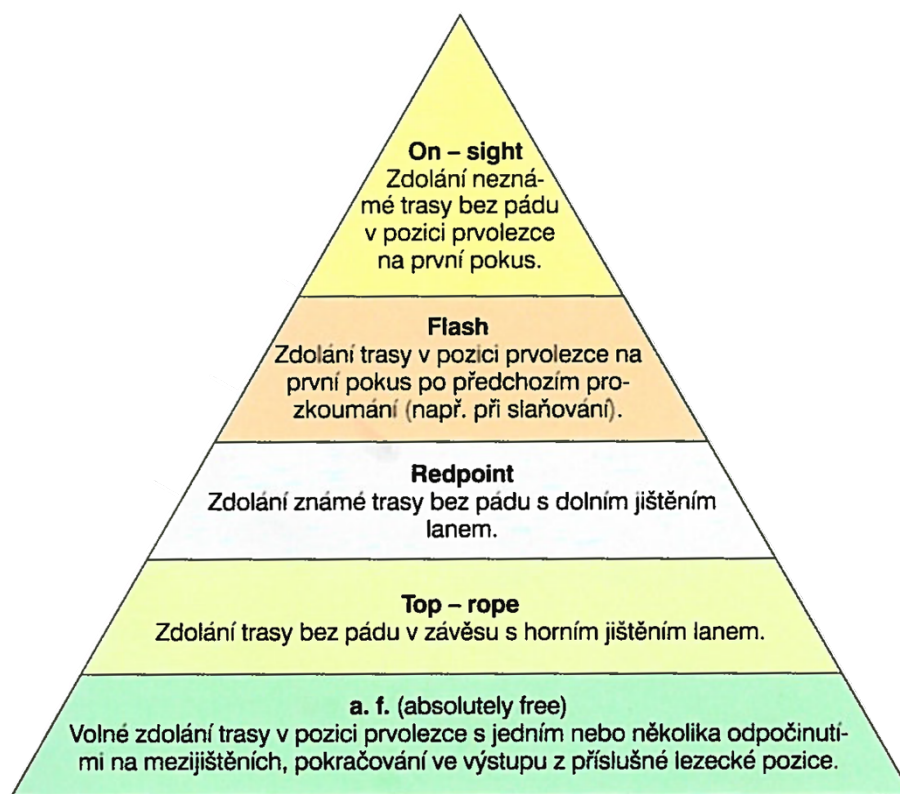 On – sight
Zdolání nezná-
mé trasy bez pádu
v pozici prvolezce
na první pokus.
Flash
Zdolání trasy v pozici prvolezce na
první pokus po předchozím pro-
zkoumání (např. při slaňování).
Redpoint
Zdolání známé trasy bez pádu s dolním jištěním
lanem.
Top – rope
Zdolání trasy bez pádu v závěsu s horním jištěním lanem.
a. f. (absolutely free)
Volné zdolání trasy v pozici prvolezce s jedním nebo několika odpočinutí-
mi na mezijištěních, pokračování ve výstupu z příslušné lezecké pozice.